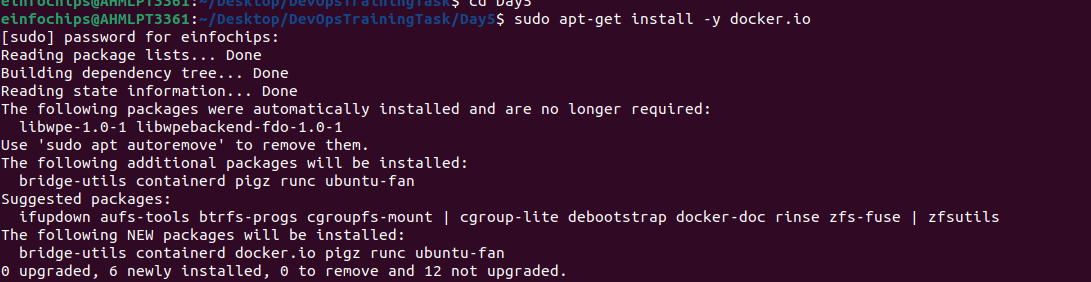 einfochips@AHMLPT3361:~/Desktop/DevOpsTrainingTask$ cd Day5
einfochips@AHMLPT3361:~/Desktop/DevOpsTrainingTask/Day5$ sudo apt-get install -y docker.io
[sudo] password for einfochips:
Reading package lists... Done
Building dependency tree... Done
Reading state information... Done
The following packages were automatically installed and are no longer required:
  libwpe-1.0-1 libwpebackend-fdo-1.0-1
Use 'sudo apt autoremove' to remove them.
The following additional packages will be installed:
  bridge-utils containerd pigz runc ubuntu-fan
Suggested packages:
  ifupdown aufs-tools btrfs-progs cgroupfs-mount | cgroup-lite debootstrap docker-doc rinse zfs-fuse | zfsutils
The following NEW packages will be installed:
  bridge-utils containerd docker.io pigz runc ubuntu-fan
0 upgraded, 6 newly installed, 0 to remove and 12 not upgraded.